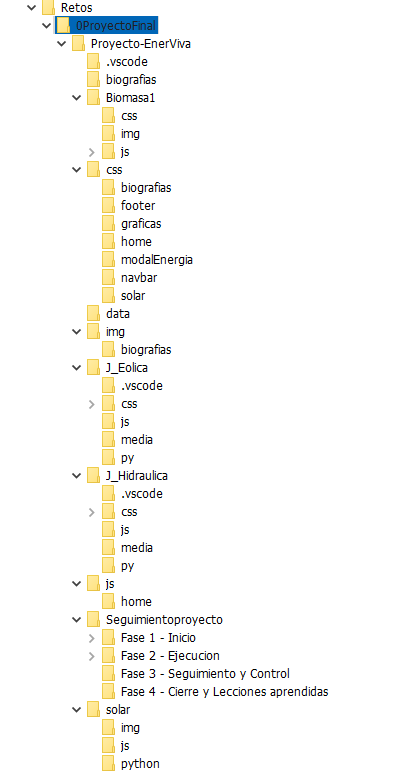 Retos
0ProyectoFinal
Proyecto-EnerViva
.vscode
biografias
Biomasa1
css
img
js
css
biografias
footer
graficas
home
modalEnergia
navbar
solar
data
img
biografias
J_Eolica
.vscode
css
js
media
py
J_Hidraulica
.vscode
css
js
media
py
js
home
Seguimientoproyecto
Fase 1 - Inicio
Fase 2 - Ejecucion
Fase 3 - Seguimiento y Control
Fase 4 - Cierre y Lecciones aprendidas
solar
img
js
python